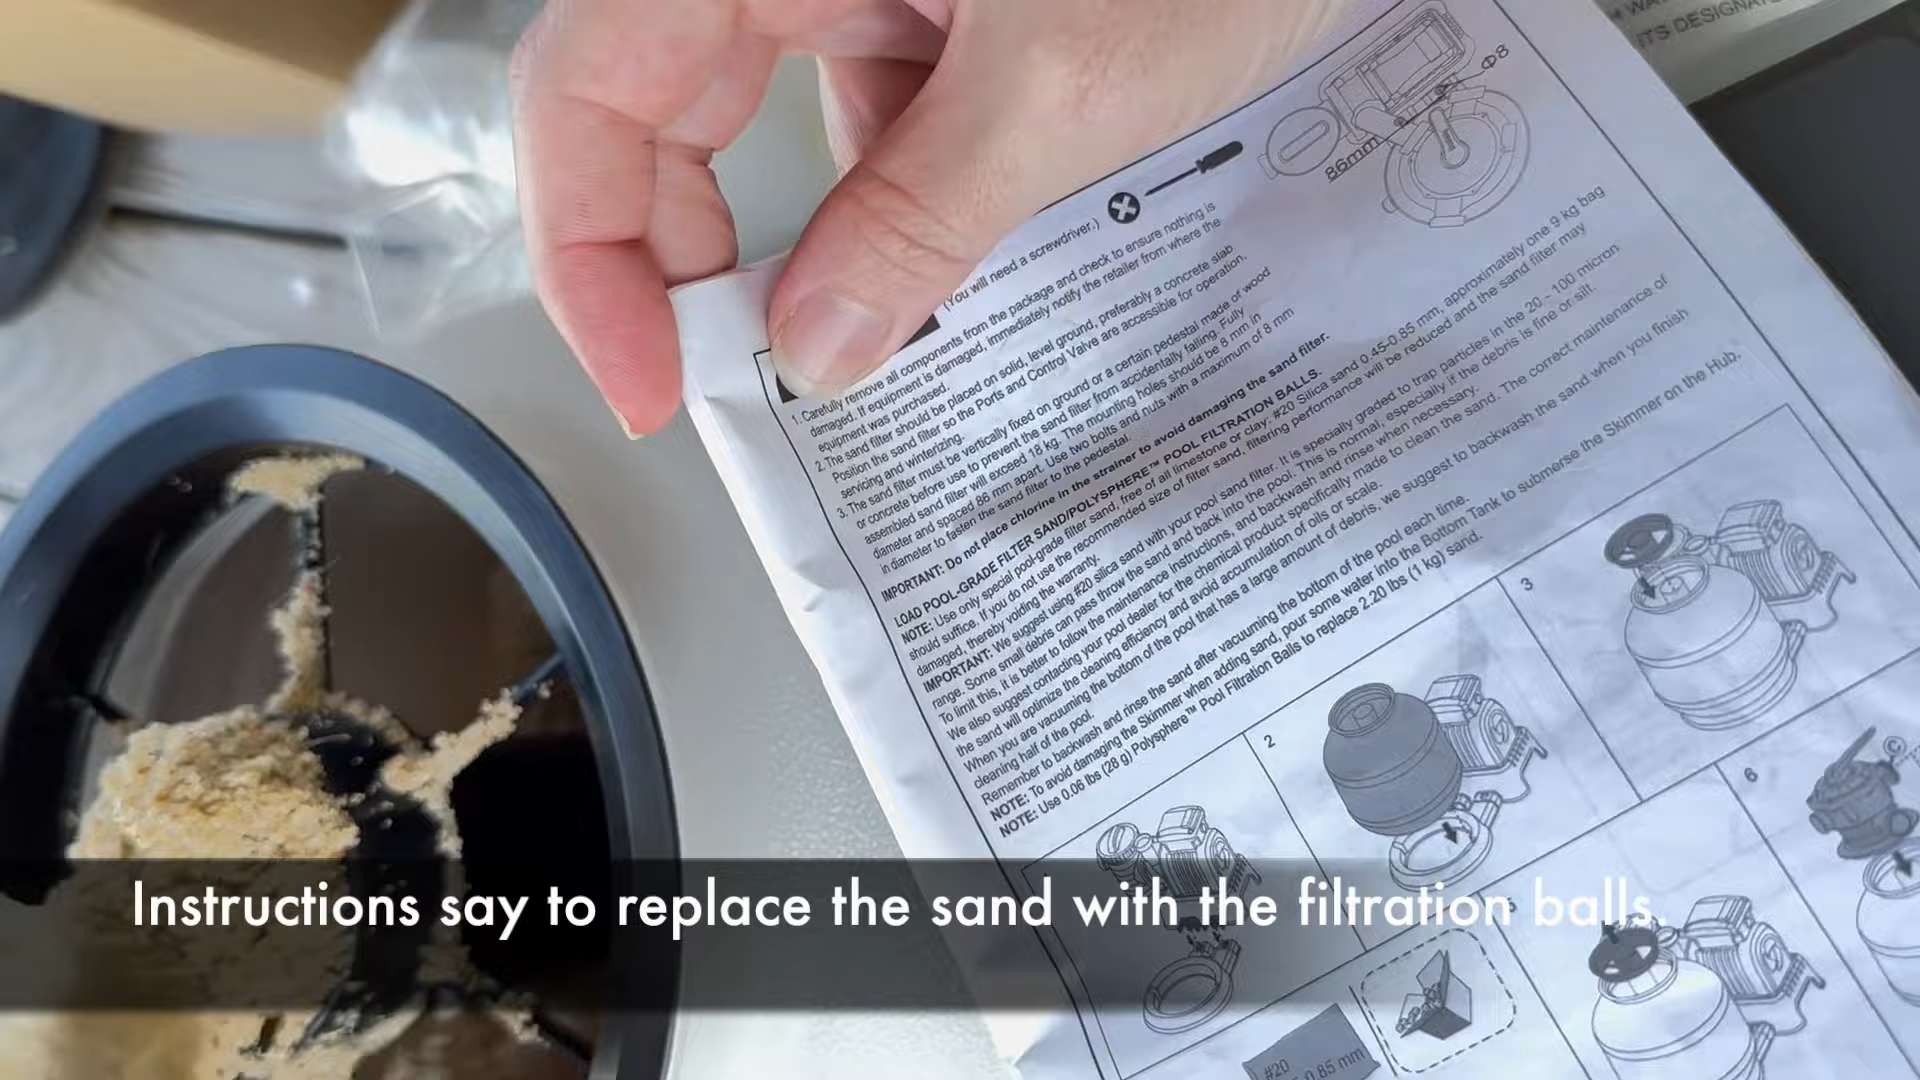 M WA
ITS DESIGNAT
Φ8
86mm
(You will need a screwdriver.)
1. Carefully remove all components from the package and check to ensure nothing is
damaged. If equipment is damaged, immediately notify the retailer from where the
equipment was purchased.
2. The sand filter should be placed on solid, level ground, preferably a concrete slab
Position the sand filter so the Ports and Control Valve are accessible for operation,
servicing and winterizing.
3. The sand filter must be vertically fixed on ground or a certain pedestal made of wood
or concrete before use to prevent the sand filter from accidentally falling. Fully
assembled sand filter will exceed 18 kg. The mounting holes should be 8 mm in
diameter and spaced 86 mm apart. Use two bolts and nuts with a maximum of 8 mm
in diameter to fasten the sand filter to the pedestal.
IMPORTANT: Do not place chlorine in the strainer to avoid damaging the sand filter.
LOAD POOL-GRADE FILTER SAND/POLYSPHERE™ POOL FILTRATION BALLS.
NOTE: Use only special pool-grade filter sand, free of all limestone or clay: #20 Silica sand 0.45-0.85 mm, approximately one 9 kg bag
should suffice. If you do not use the recommended size of filter sand, filtering performance will be reduced and the sand filter may
damaged, thereby voiding the warranty.
IMPORTANT: We suggest using #20 silica sand with your pool sand filter. It is specially graded to trap particles in the 20 - 100 micron
range. Some small debris can pass throw the sand and back into the pool. This is normal, especially if the debris is fine or silt.
To limit this, it is better to follow the maintenance instructions, and backwash and rinse when necessary.
We also suggest contacting your pool dealer for the chemical product specifically made to clean the sand. The correct maintenance of
the sand will optimize the cleaning efficiency and avoid accumulation of oils or scale.
When you are vacuuming the bottom of the pool that has a large amount of debris, we suggest to backwash the sand when you finish
cleaning half of the pool.
Remember to backwash and rinse the sand after vacuuming the bottom of the pool each time.
NOTE: To avoid damaging the Skimmer when adding sand, pour some water into the Bottom Tank to submerse the Skimmer on the Hub.
NOTE: Use 0.06 lbs (28 g) Polysphere™ Pool Filtration Balls to replace 2.20 lbs (1 kg) sand.
2
3
6
#20
0.85 mm
Instructions say to replace the sand with the filtration balls.